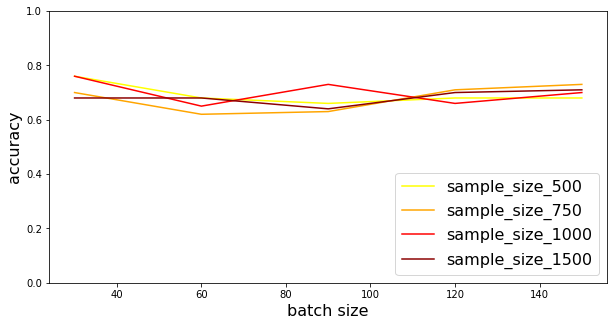 1.0
0.8
0.6
0.4
0.2
0.0
accuracy
sample_size_500
sample_size_750
sample_size_1000
sample_size_1500
40 60 80 100 120 140
batch size